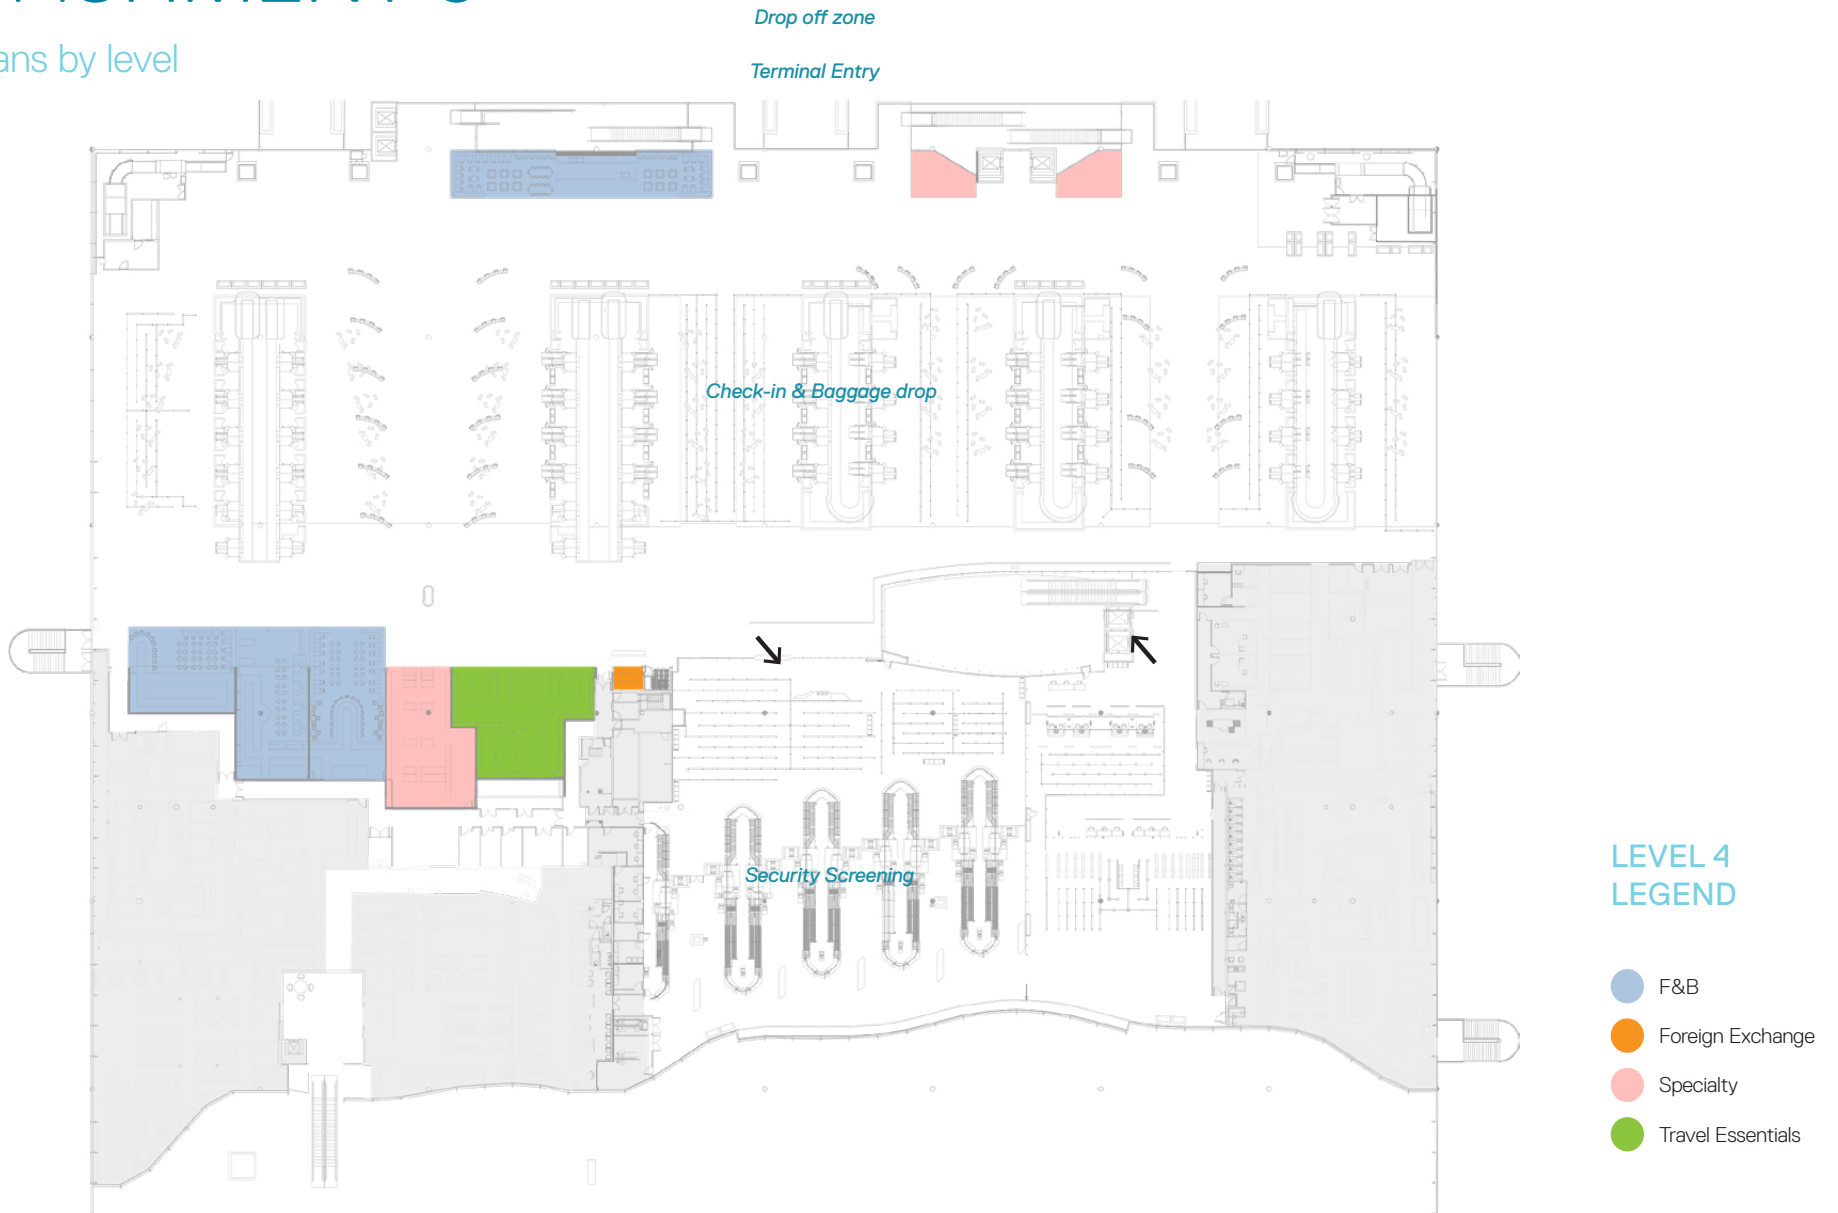 ans by level
Drop off zone
Terminal Entry
Check-in & Baggage drop
Security Screening
LEVEL 4
LEGEND
F&B
Foreign Exchange
Specialty
Travel Essentials